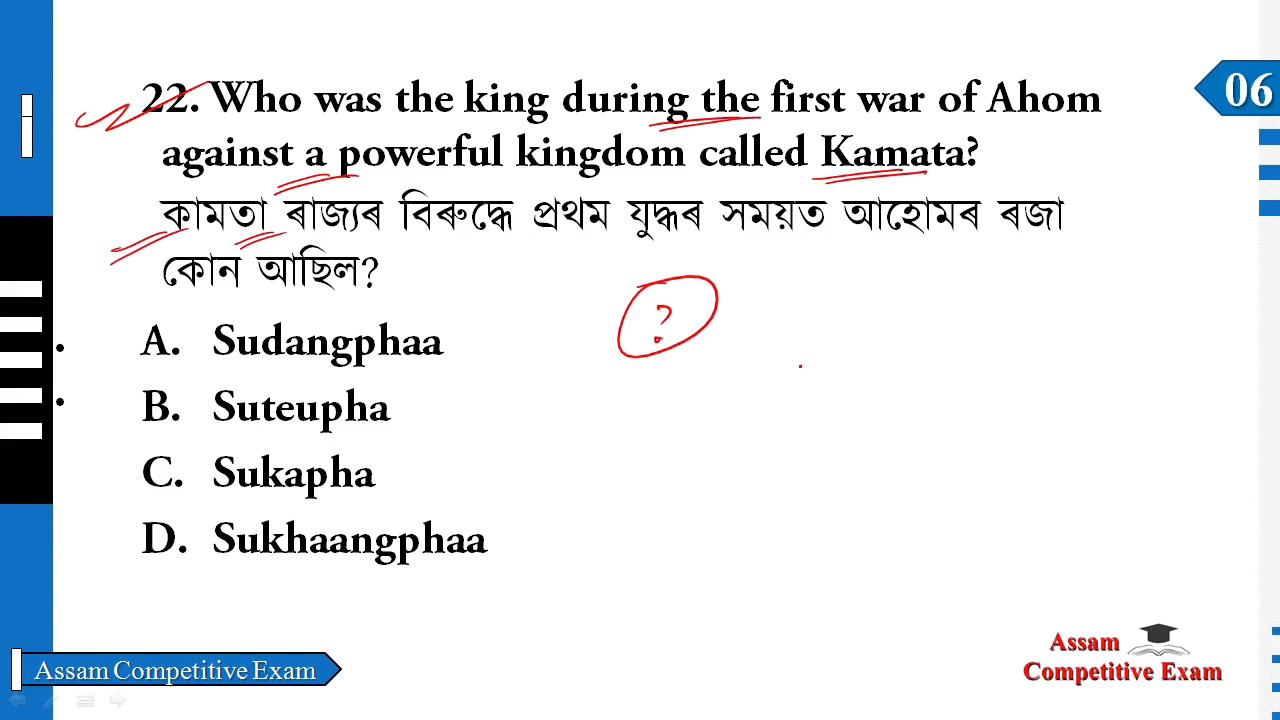 06
22. Who was the king during the first war of Ahom
against a powerful kingdom called Kamata?
কামতা ৰাজ্যৰ বিৰুদ্ধে প্ৰথম যুদ্ধৰ সময়ত আহোমৰ ৰজা
কোন আছিল?
?
A. Sudangphaa
B. Suteupha
C. Sukapha
D. Sukhaangphaa
Assam Competitive Exam
Assam
Competitive Exam